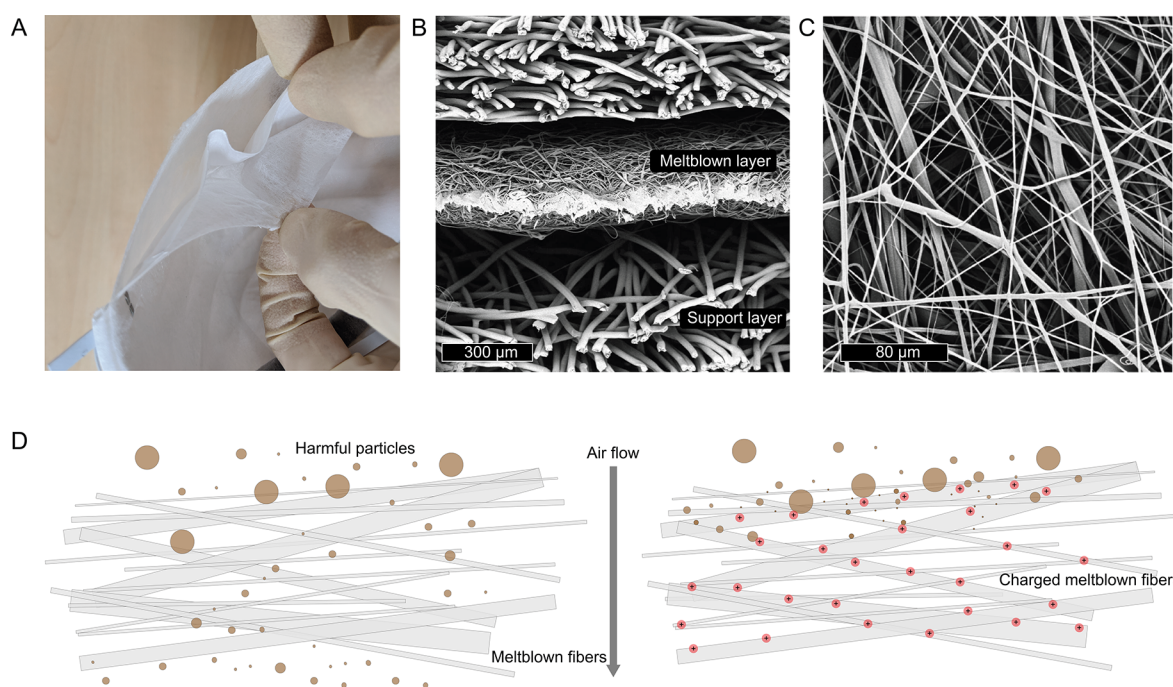 A
B
C
Meltblown layer
Support layer
300 µm
80 µm
D
Harmful particles
Air flow
Charged meltblown fiber
Meltblown fibers